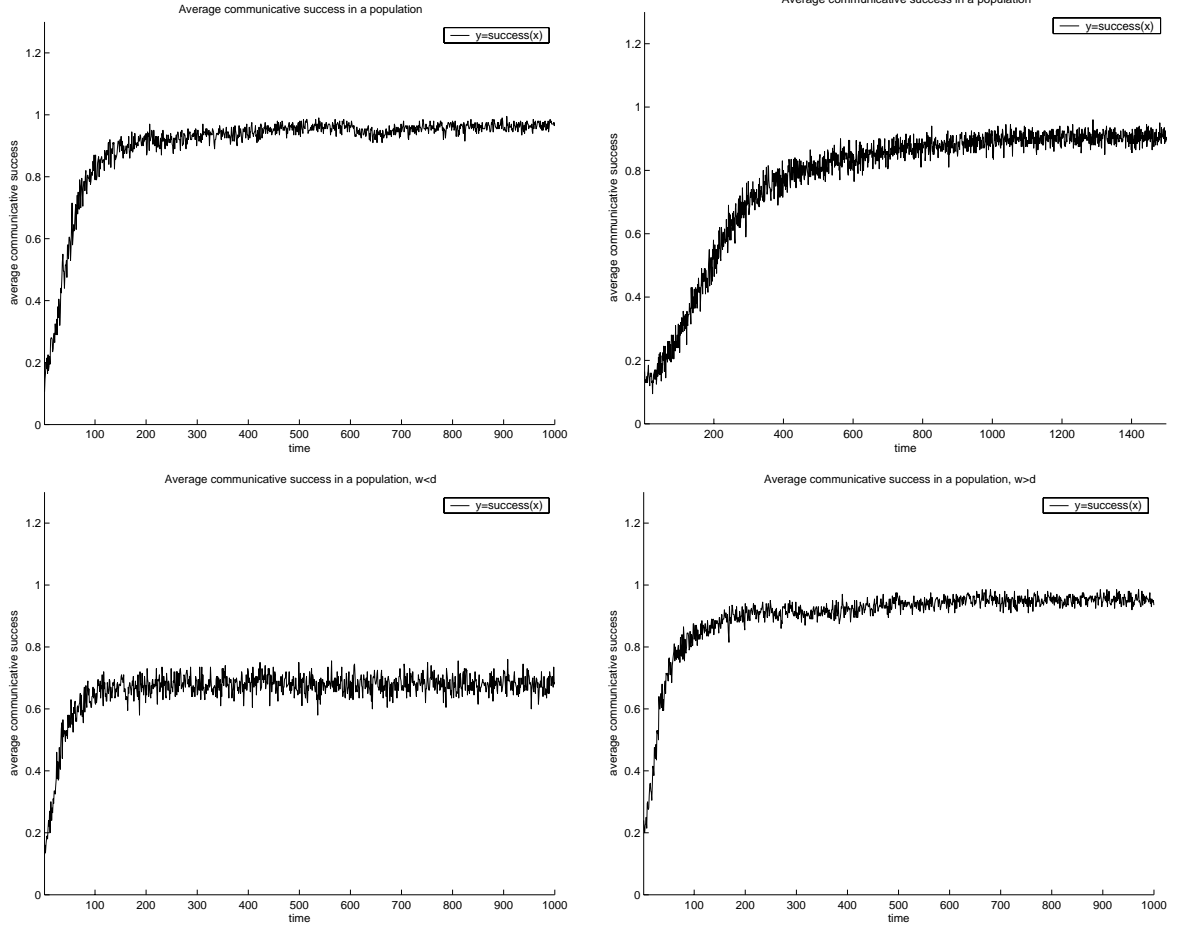 Average communicative success in a population
y=success(x)
1.2
1
0.8
0.6
0.4
0.2
0
average communicative success
100 200 300 400 500 600 700 800 900 1000
time
Average communicative success in a population
y=success(x)
1.2
1
0.8
0.6
0.4
0.2
0
average communicative success
200 400 600 800 1000 1200 1400
time
Average communicative success in a population, w<d
y=success(x)
1.2
1
0.8
0.6
0.4
0.2
0
average communicative success
100 200 300 400 500 600 700 800 900 1000
time
Average communicative success in a population, w>d
y=success(x)
1.2
1
0.8
0.6
0.4
0.2
0
average communicative success
100 200 300 400 500 600 700 800 900 1000
time